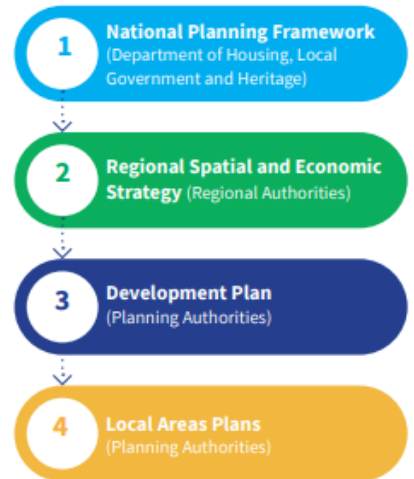 1
National Planning Framework
(Department of Housing, Local
Government and Heritage)
2
Regional Spatial and Economic
Strategy (Regional Authorities)
3
Development Plan
(Planning Authorities)
4
Local Areas Plans
(Planning Authorities)